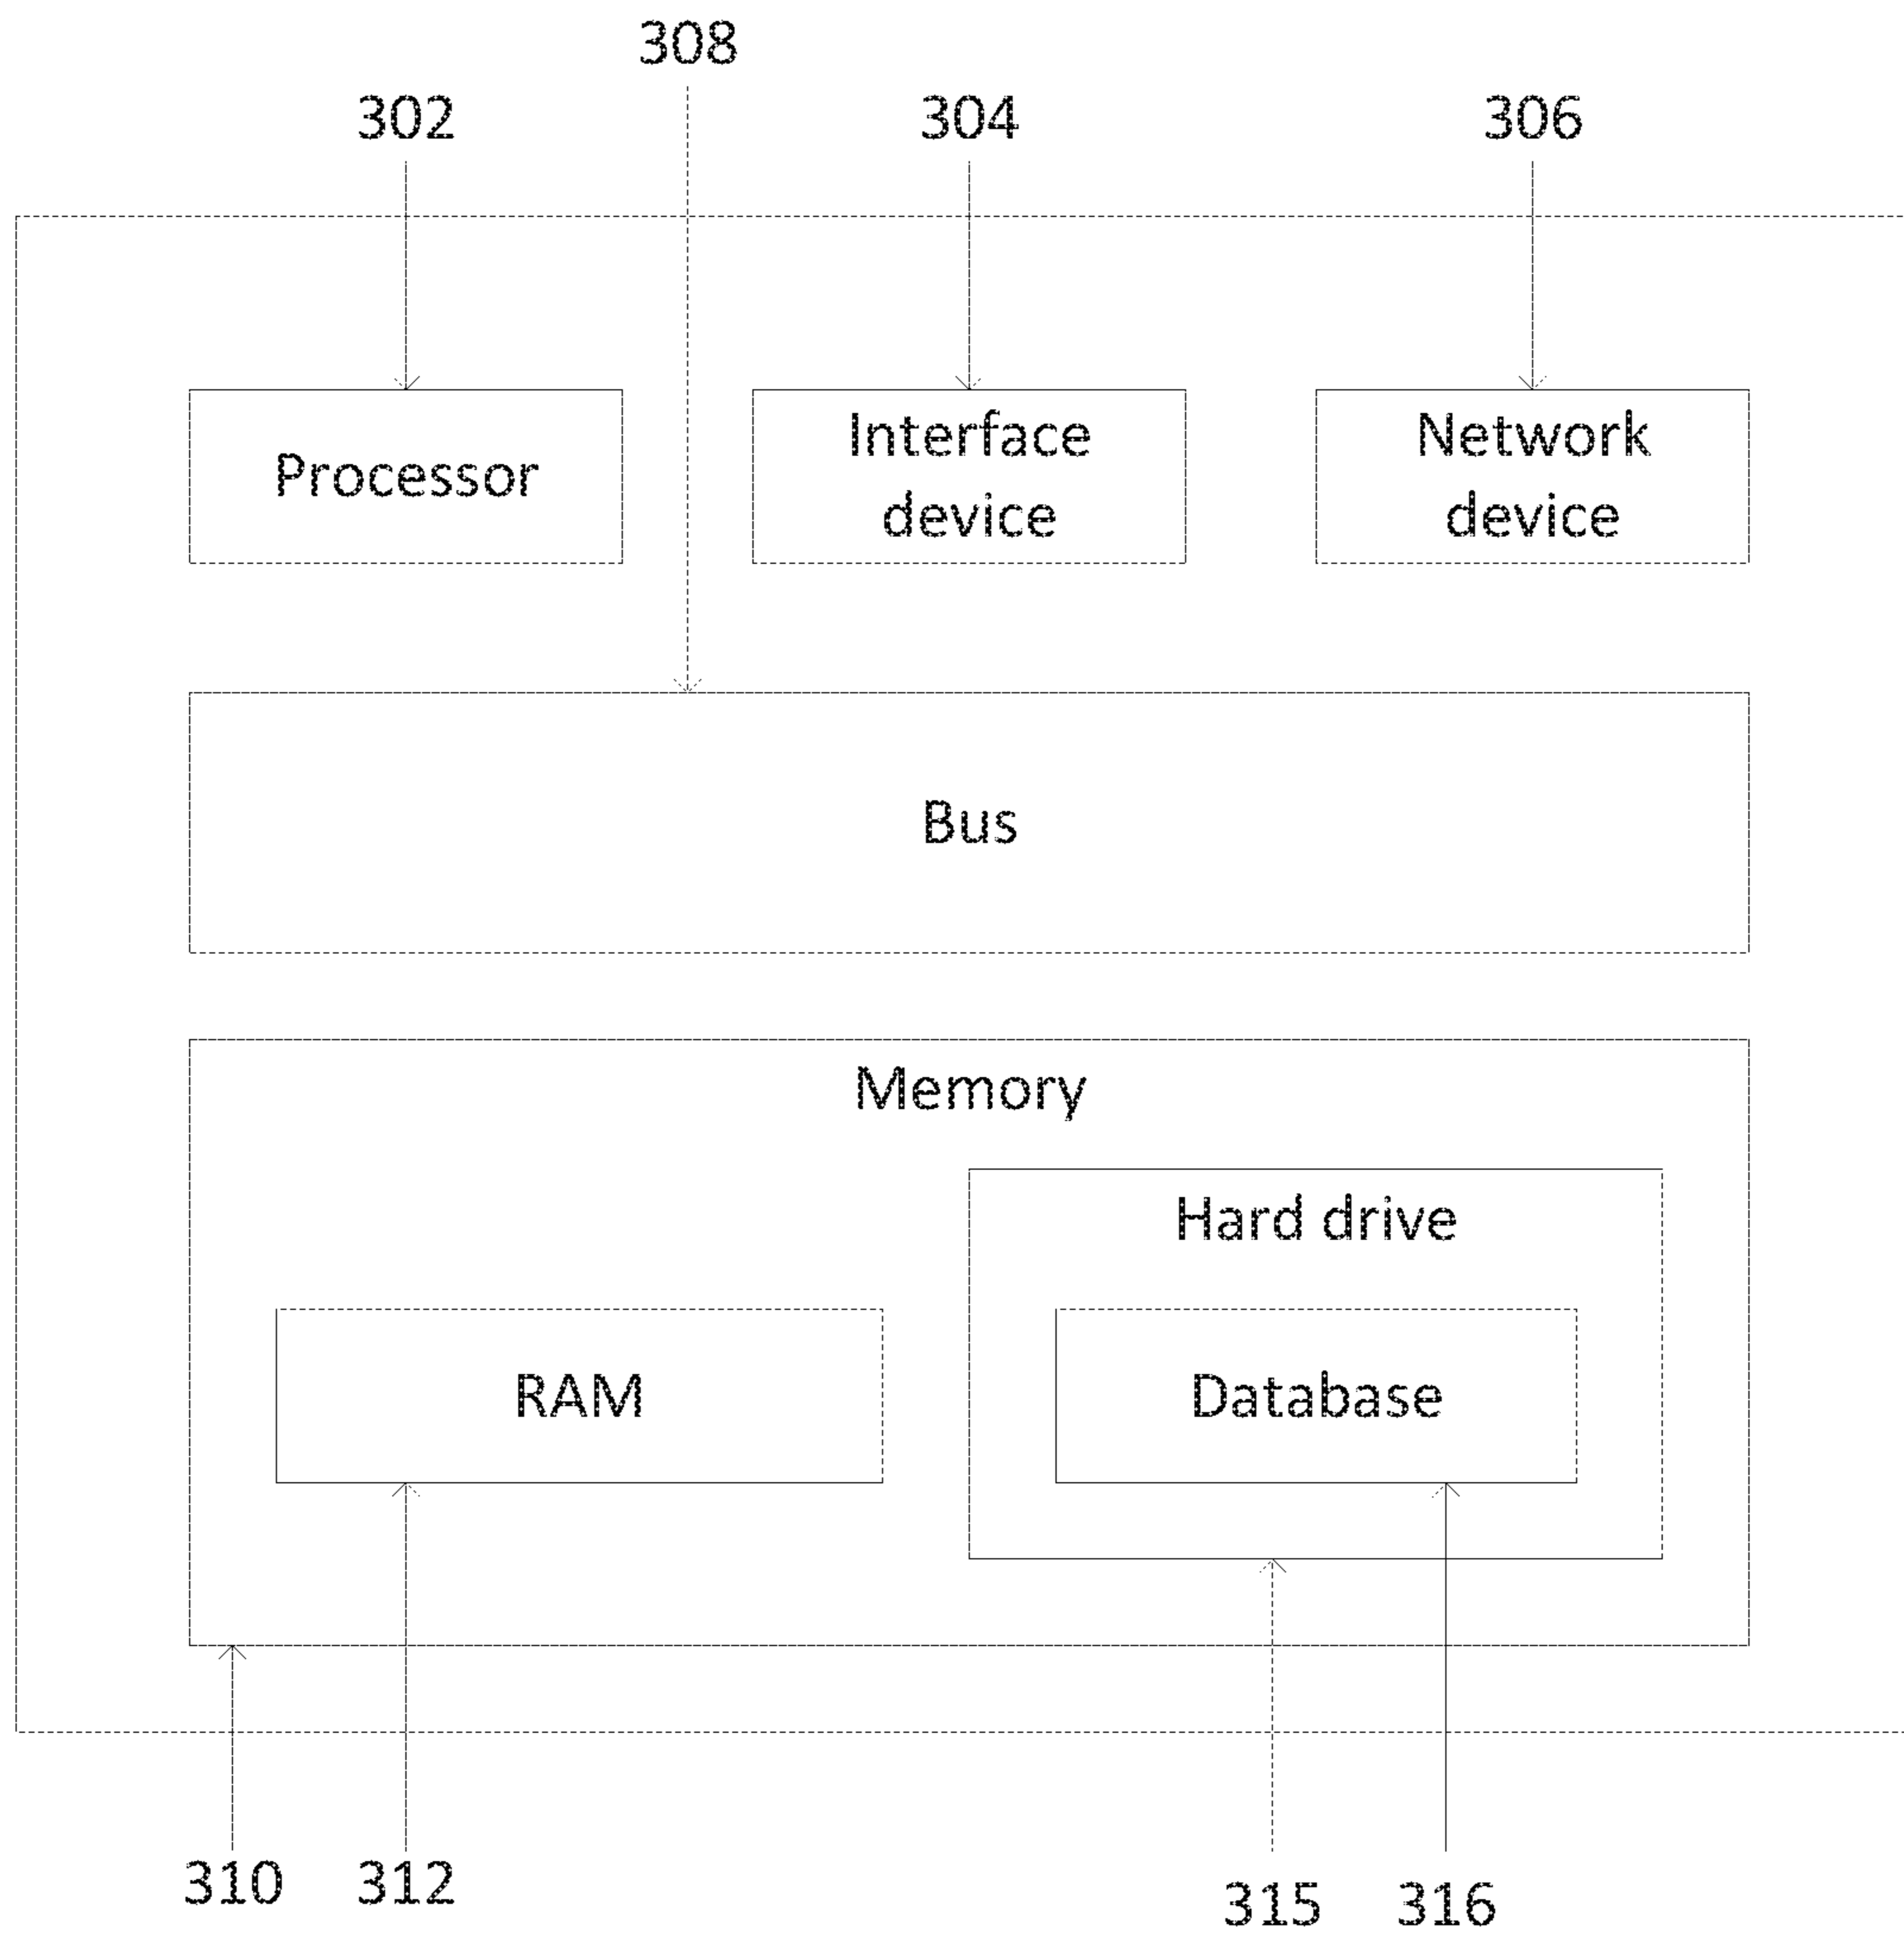 308
302
304
306
Processor
Interface
device
Network
device
Bus
Memory
Hard drive
RAM
Database
310
312
315
316